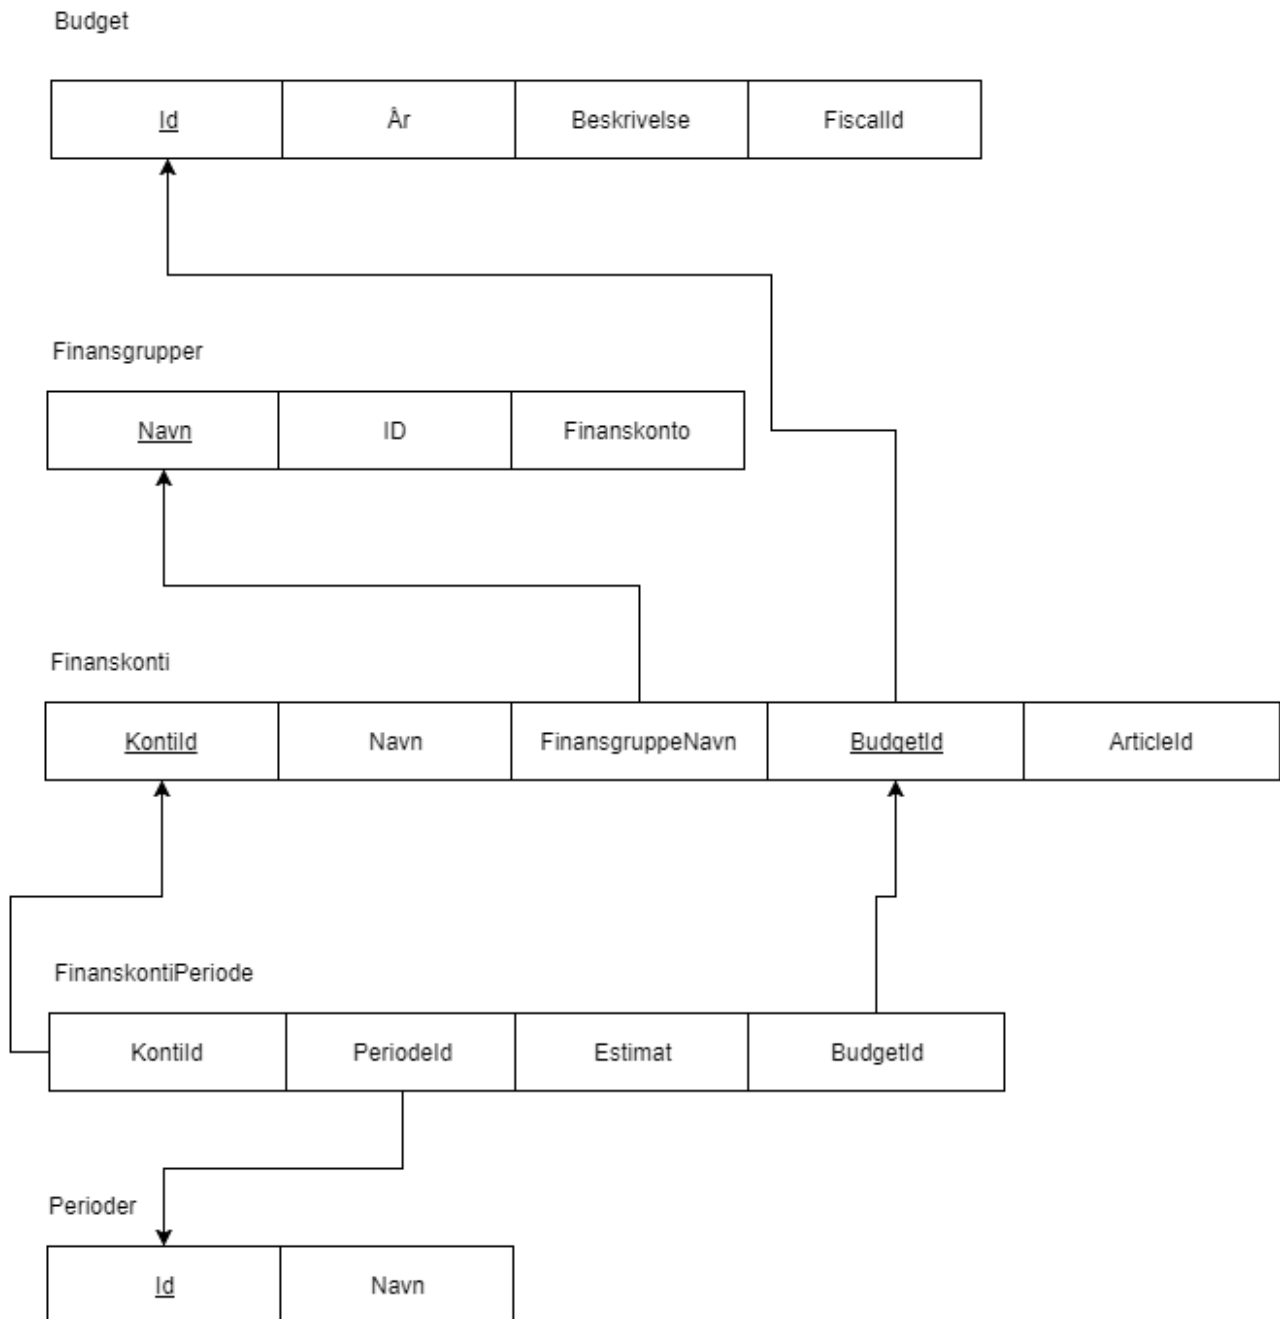 Budget
Id År Beskrivelse FiscalId
Finansgrupper
Navn ID Finanskonto
Finanskonti
KontiId Navn FinansgruppeNavn BudgetId ArticleId
FinanskontiPeriode
KontiId PeriodeId Estimat BudgetId
Perioder
Id Navn